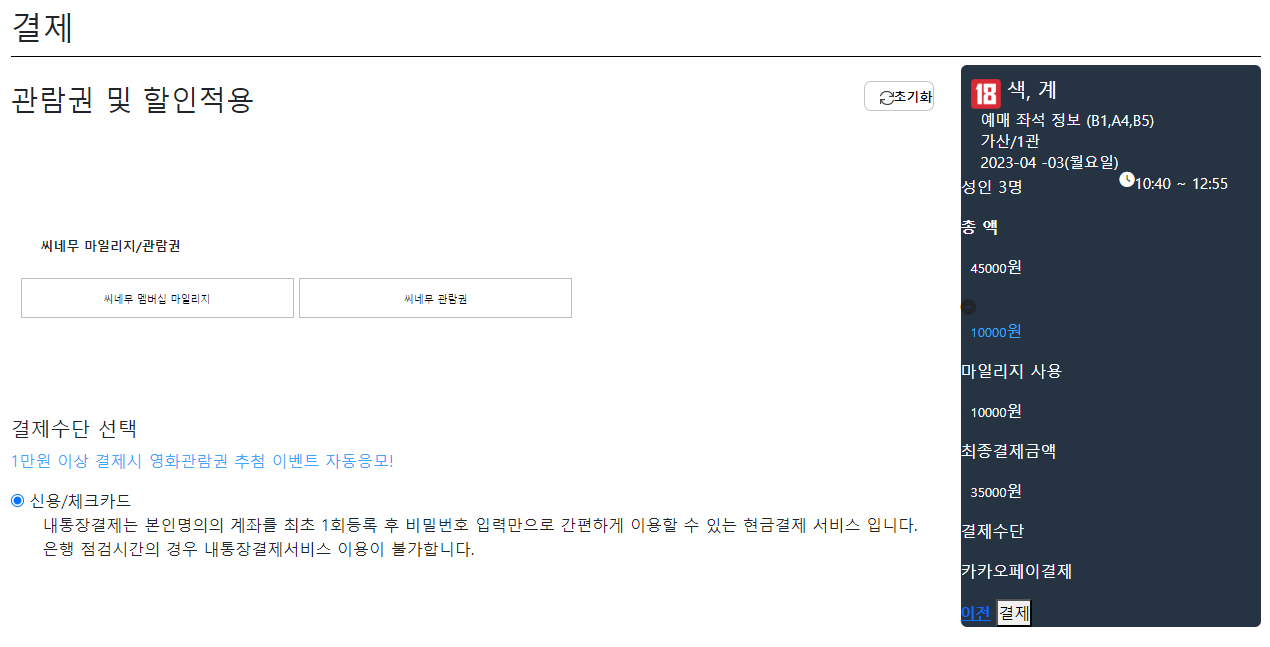 결제
관람권 및 할인적용
초기화
씨네무 마일리지/관람권
씨네무 멤버십 마일리지
씨네무 관람권
결제수단 선택
1만원 이상 결제시 영화관람권 추첨 이벤트 자동응모!
신용/체크카드
내통장결제는 본인명의의 계좌를 최초 1회등록 후 비밀번호 입력만으로 간편하게 이용할 수 있는 현금결제 서비스 입니다.
은행 점검시간의 경우 내통장결제서비스 이용이 불가합니다.
18 색, 계
예매 좌석 정보 (B1,A4,B5)
가산/1관
2023-04 -03(월요일)
10:40 ~ 12:55
성인 3명
총 액
45000원
10000원
마일리지 사용
10000원
최종결제금액
35000원
결제수단
카카오페이결제
이전 결제